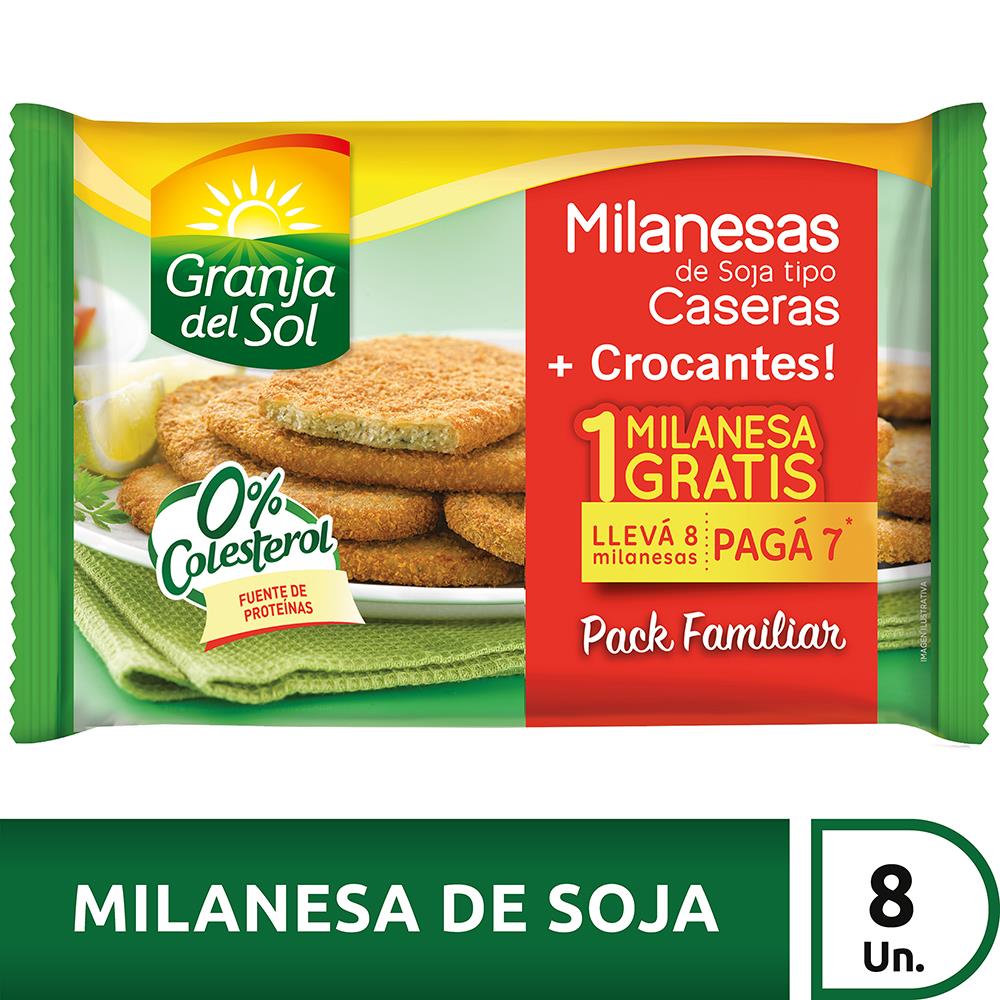 Granja
del Sol
Milanesas
de Soja tipo
Caseras
+ Crocantes!
1 MILANESA
GRATIS
LLEVÁ 8
milanesas
PAGÁ 7*
Pack Familiar
0%
Colesterol
FUENTE DE
PROTEÍNAS
IMAGEN ILUSTRATIVA
MILANESA DE SOJA
8
Un.